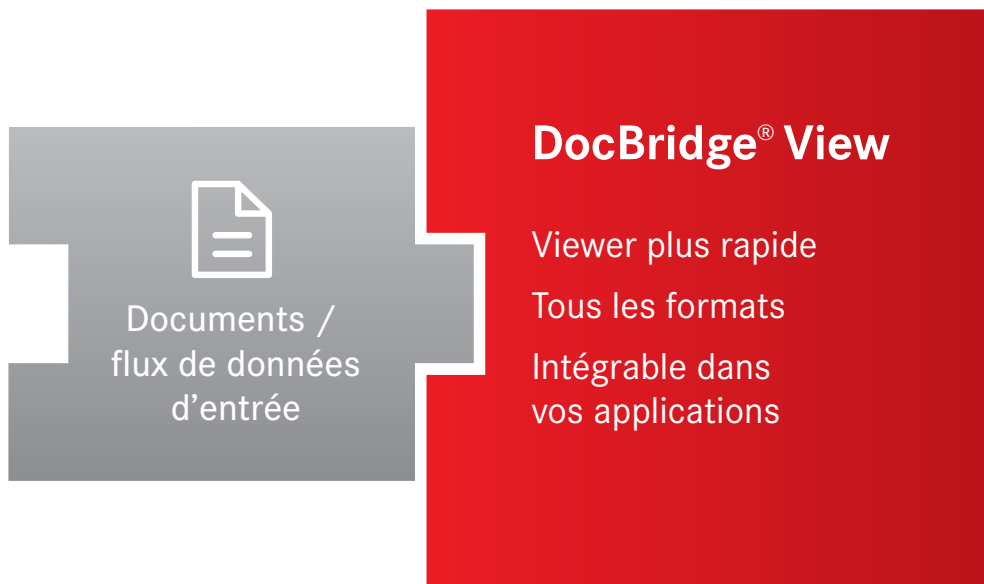 Documents /
flux de données
d’entrée
DocBridge® View
Viewer plus rapide
Tous les formats
Intégrable dans
vos applications